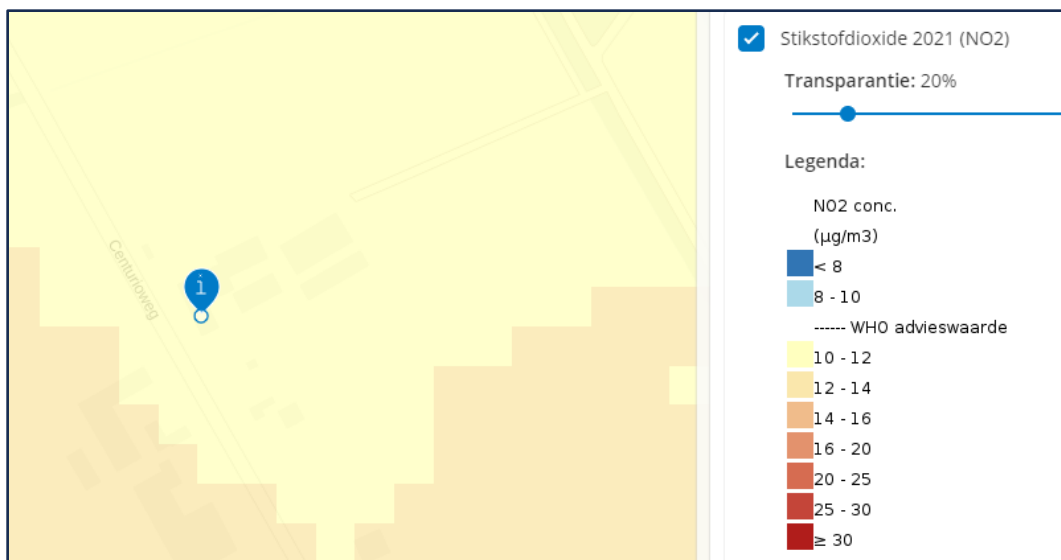 Centurioweg
i
Stikstofdioxide 2021 (NO2)
Transparantie: 20%
Legenda:
NO2 conc.
(µg/m3)
< 8
8 - 10
------ WHO advieswaarde
10 - 12
12 - 14
14 - 16
16 - 20
20 - 25
25 - 30
≥ 30